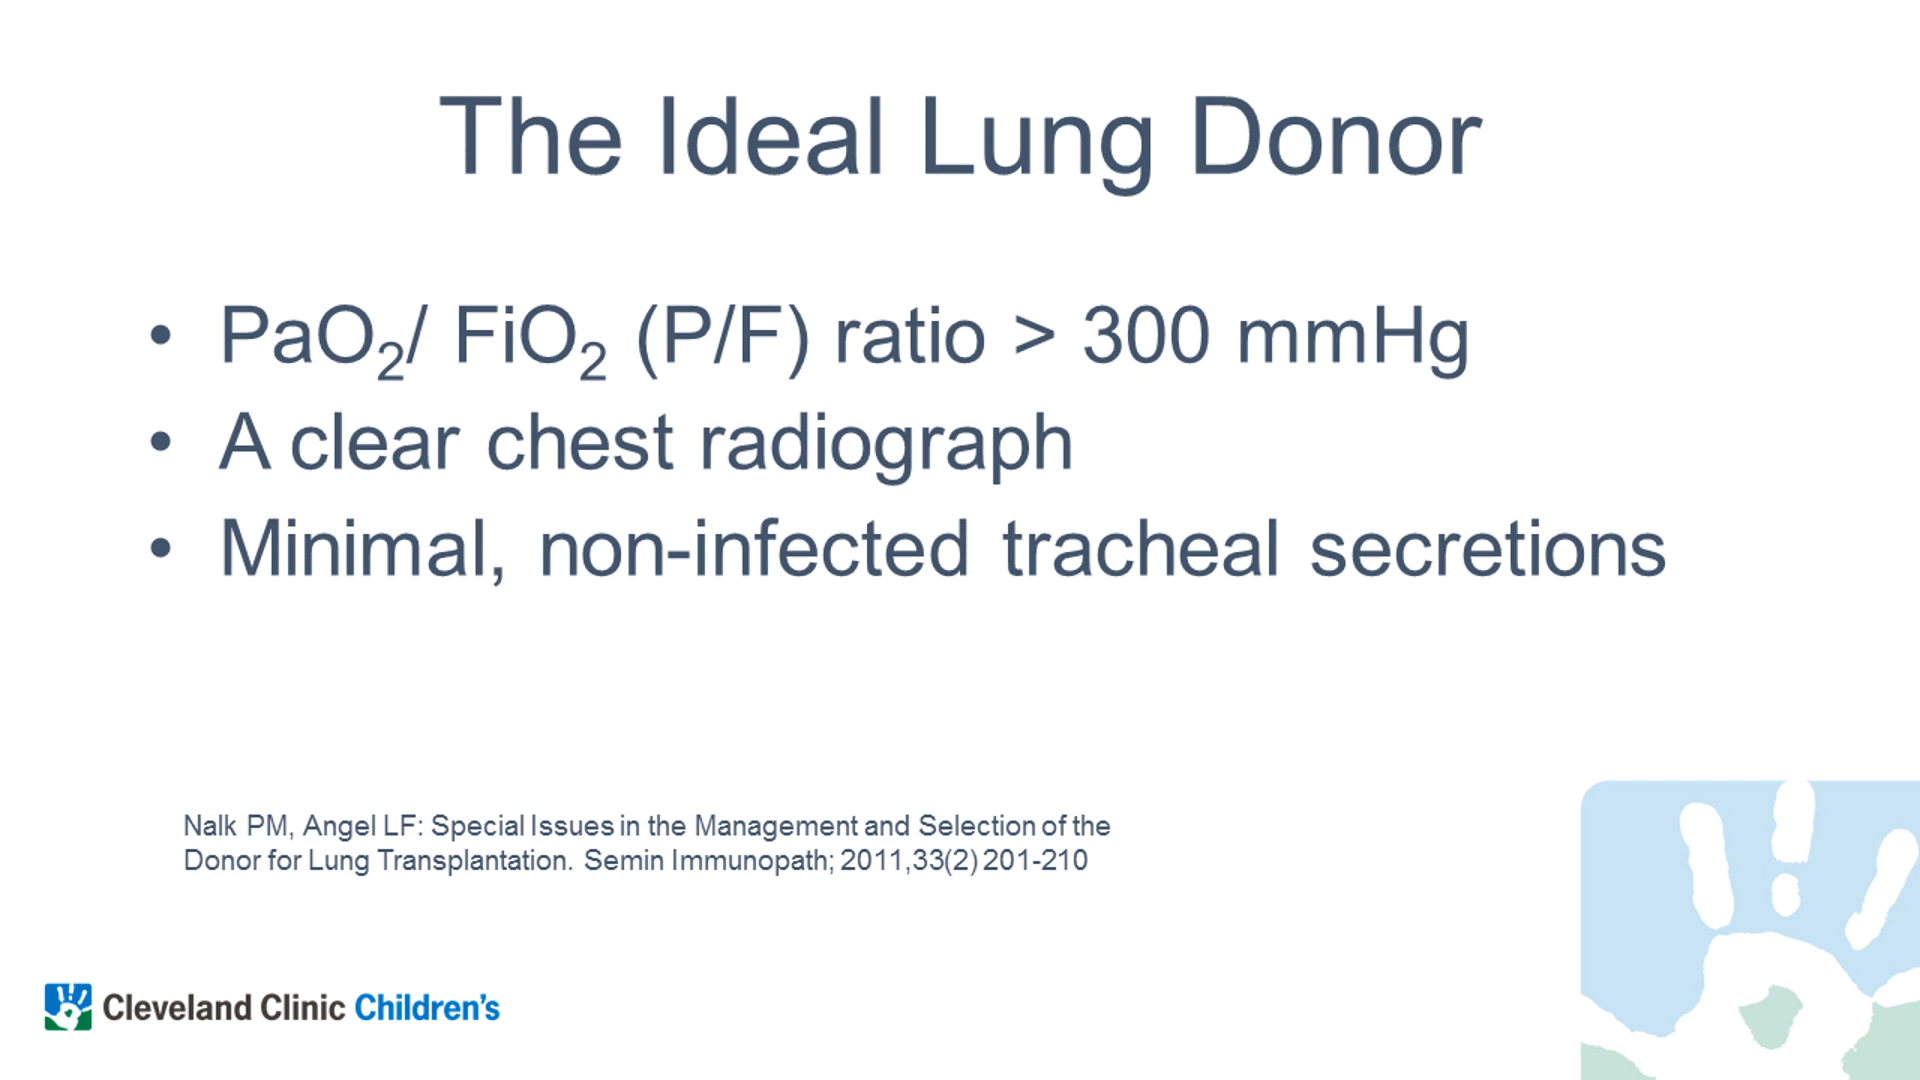 The Ideal Lung Donor
• PaO₂/ FiO₂ (P/F) ratio > 300 mmHg
• A clear chest radiograph
• Minimal, non-infected tracheal secretions
Nalk PM, Angel LF: Special Issues in the Management and Selection of the
Donor for Lung Transplantation. Semin Immunopath; 2011,33(2) 201-210
Cleveland Clinic Children's